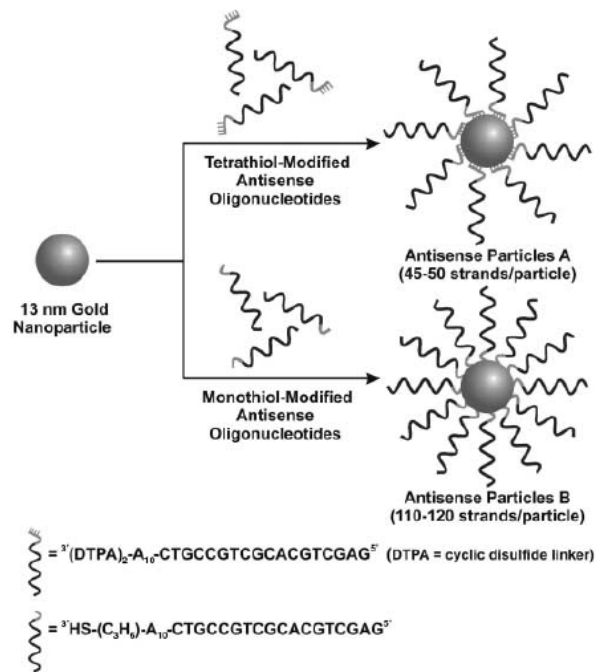 Tetrathiol-Modified
Antisense
Oligonucleotides
Antisense Particles A
(45-50 strands/particle)
13 nm Gold
Nanoparticle
Monothiol-Modified
Antisense
Oligonucleotides
Antisense Particles B
(110-120 strands/particle)
= 3'(DTPA)2-A10-CTGCCGTCGCACGTCGAG5' (DTPA = cyclic disulfide linker)
= 3'HS-(C3H6)-A10-CTGCCGTCGCACGTCGAG5'